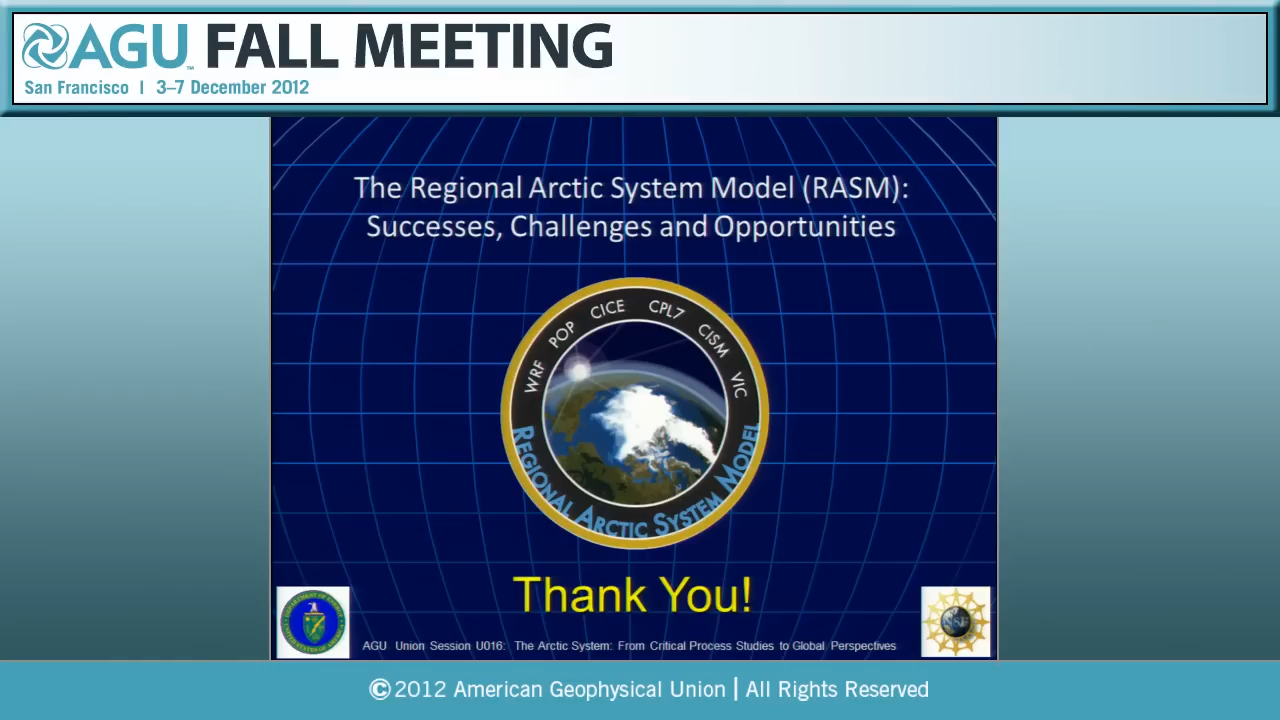 AGU™ FALL MEETING
San Francisco | 3–7 December 2012
The Regional Arctic System Model (RASM):
Successes, Challenges and Opportunities
WRF POP CICE CPL7 CISM VIC
REGIONAL ARCTIC SYSTEM MODEL
Thank You!
NSF
AGU Union Session U016: The Arctic System: From Critical Process Studies to Global Perspectives
©2012 American Geophysical Union | All Rights Reserved